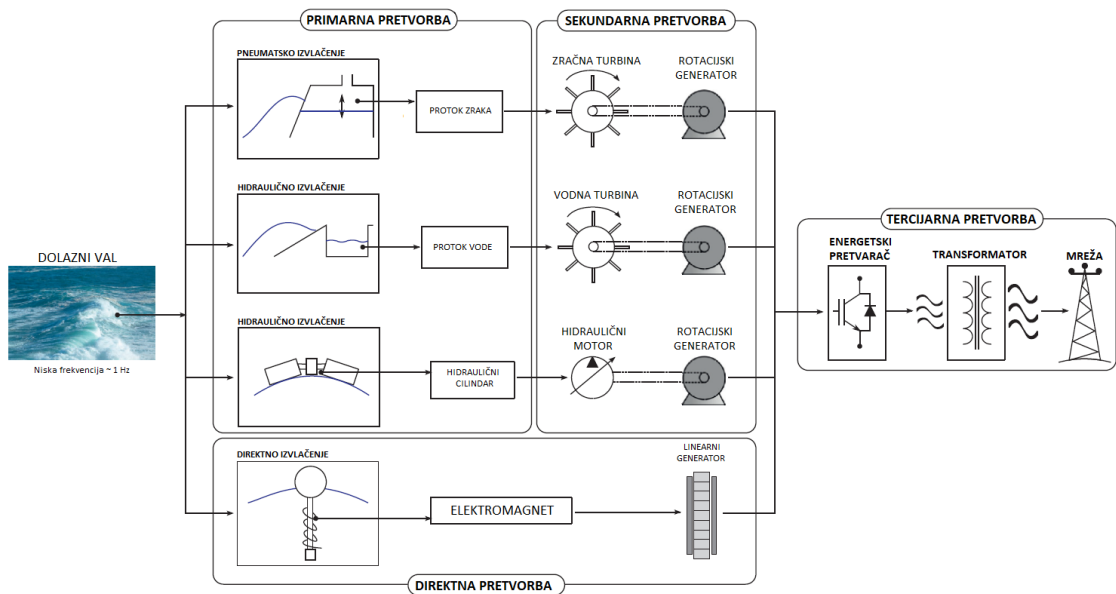 PRIMARNA PRETVORBA
SEKUNDARNA PRETVORBA
PNEUMATSKO IZVLAČENJE
PROTOK ZRAKA
ZRAČNA TURBINA
ROTACIJSKI
GENERATOR
HIDRAULIČNO IZVLAČENJE
PROTOK VODE
VODNA TURBINA
ROTACIJSKI
GENERATOR
DOLAZNI VAL
Niska frekvencija ~ 1 Hz
HIDRAULIČNO IZVLAČENJE
HIDRAULIČNI
CILINDAR
HIDRAULIČNI
MOTOR
ROTACIJSKI
GENERATOR
DIREKTNO IZVLAČENJE
ELEKTROMAGNET
LINEARNI
GENERATOR
DIREKTNA PRETVORBA
TERCIJARNA PRETVORBA
ENERGETSKI
PRETVARAČ
TRANSFORMATOR
MREŽA